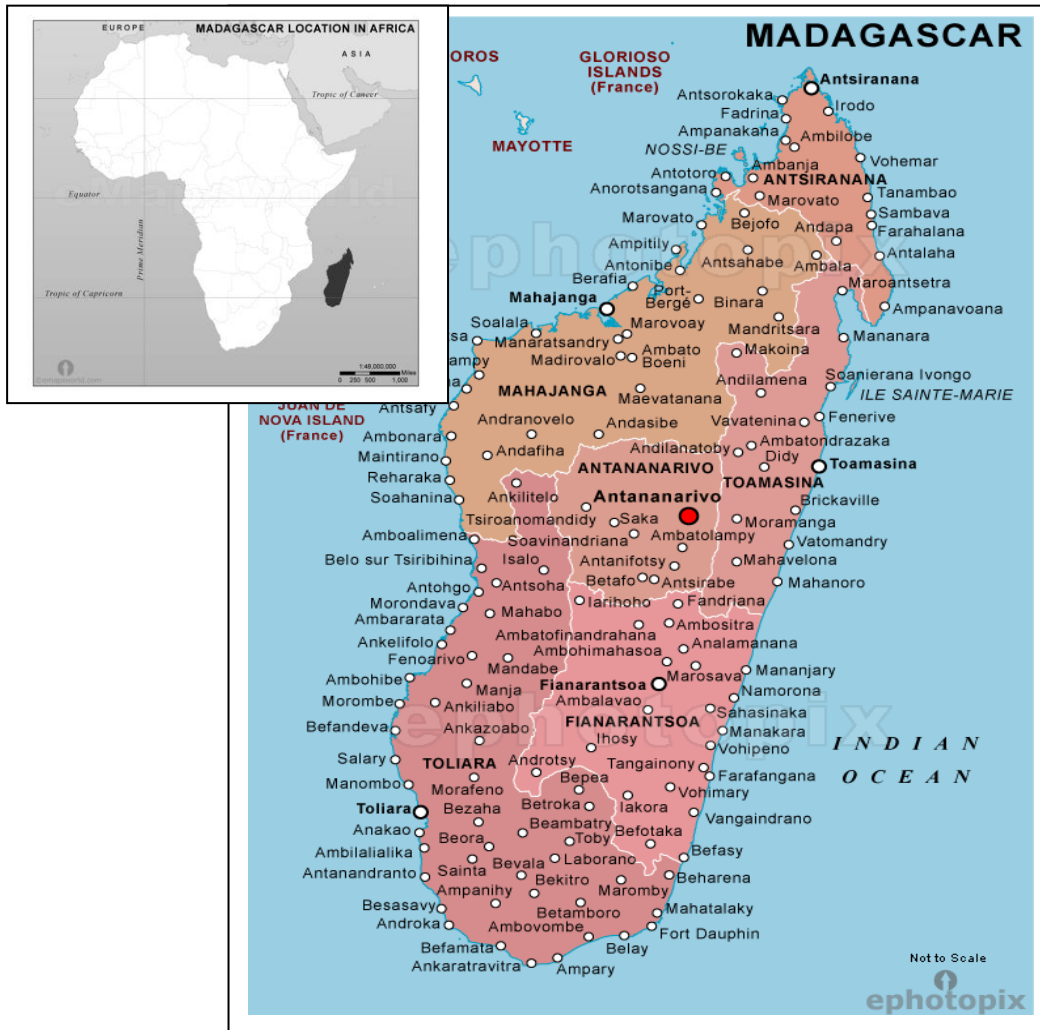 EUROPE
MADAGASCAR LOCATION IN AFRICA
ASIA
Tropic of Cancer
Equator
Prime Meridian
Tropic of Capricorn
1:49,000,000
Miles
0 250 500 1,000
MADAGASCAR
OROS
GLORIOSO
ISLANDS
(France)
MAYOTTE
Antsiranana
Antsorokaka
Irodo
Fadrina
Ampanakana
Ambilobe
NOSSI-BE
Vohemar
Ambanja
Antotoro
ANTSIRANANA
Anorotsangana
Marovato
Tanambao
Sambava
Marovato
Bejofo
Farahalana
Andapa
Ampitily
Antsahabe
Ambala
Antalaha
Antonibe
Berafia
Maroantsetra
Port-
Bergé
Mahajanga
Binara
Ampanavoana
Soalala
Marovoay
Mandritsara
Mananara
tsa
Manaratsandry
Ambato
Boeni
Makoina
Madirovalo
ampy
Andilamena
Soanierana Ivongo
na
MAHAJANGA
Maevatanana
ILE SAINTE-MARIE
JUAN DE
NOVA ISLAND
(France)
Antsafy
Andranovelo
Andasibe
Vavatenina
Fenerive
Ambonara
Andilanatoby
Ambatondrazaka
Andafiha
Didy
Maintirano
ANTANANARIVO
Toamasina
Reharaka
TOAMASINA
Ankilitelo
Antananarivo
Soahanina
Brickaville
Tsiroanomandidy
Saka
Moramanga
Amboalimena
Soavinandriana
Ambatolampy
Vatomandry
Belo sur Tsiribihina
Isalo
Antanifotsy
Mahavelona
Antsoha
Betafo
Antsirabe
Mahanoro
Antohgo
Iarihoho
Fandriana
Morondava
Mahabo
Ambararata
Ambositra
Ambatofinandrahana
Ankelifolo
Ambohimahasoa
Analamanana
Fenoarivo
Mandabe
Marosava
Mananjary
Ambohibe
Manja
Fianarantsoa
Namorona
Morombe
Ankiliabo
Ambalavao
Sahasinaka
FIANARANTSOA
Befandeva
Ankazoabo
Manakara
Ihosy
Vohipeno
INDIAN
OCEAN
Salary
TOLIARA
Androtsy
Tangainony
Bepea
Farafangana
Manombo
Morafeno
Vohimary
Toliara
Bezaha
Betroka
Iakora
Vangaindrano
Anakao
Beambatry
Befotaka
Beora
Toby
Ambilalialika
Befasy
Bevala
Laborano
Antanandranto
Sainta
Bekitro
Beharena
Ampanihy
Maromby
Besasavy
Betamboro
Mahatalaky
Androka
Ambovombe
Fort Dauphin
Befamata
Belay
Ankaratravitra
Ampary
Not to Scale
ephotopix
ephotopix
ephotopix